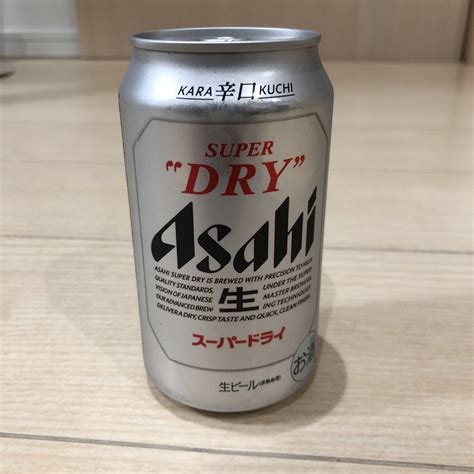 KARA 辛口 KUCHI
SUPER
"DRY"
Asahi
ASAHI SUPER DRY IS BREWED WITH PRECISION TO HIGH
QUALITY STANDARDS, UNDER THE SUPER
VISION OF JAPANESE 生 MASTER BREWERS
OUR ADVANCED BREW ING TECHNIQUES
DELIVER A DRY, CRISP TASTE AND QUICK, CLEAN FINISH.
スーパードライ
お酒
生ビール